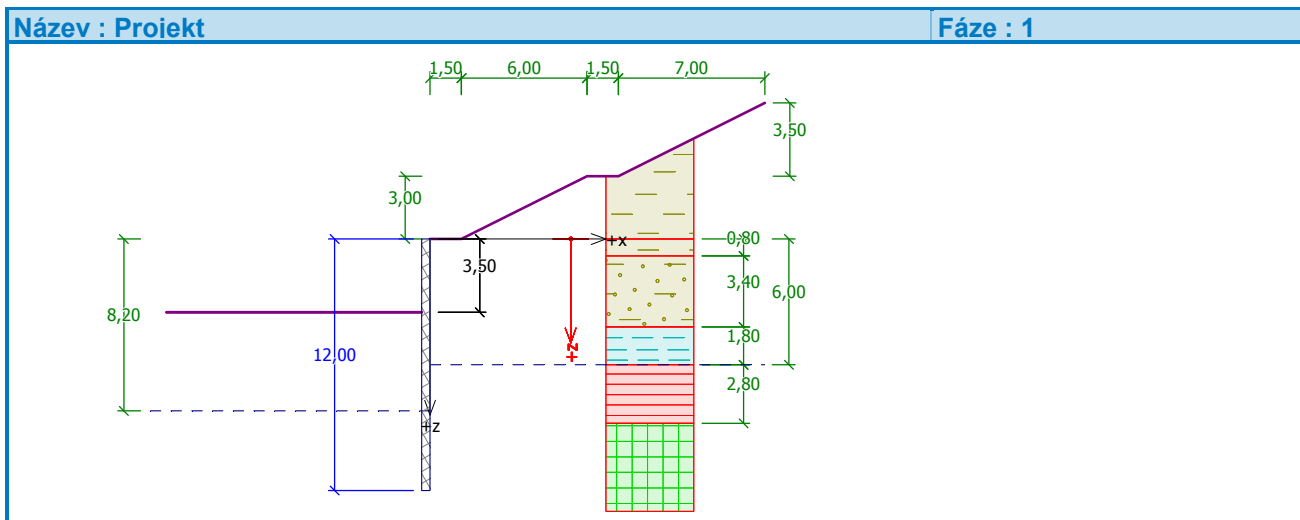 Název : Projekt Fáze : 1
1,50 6,00 1,50 7,00
3,50
3,00
+x
0,80
3,50
3,40
6,00
8,20
1,80
+z
12,00
2,80
+z